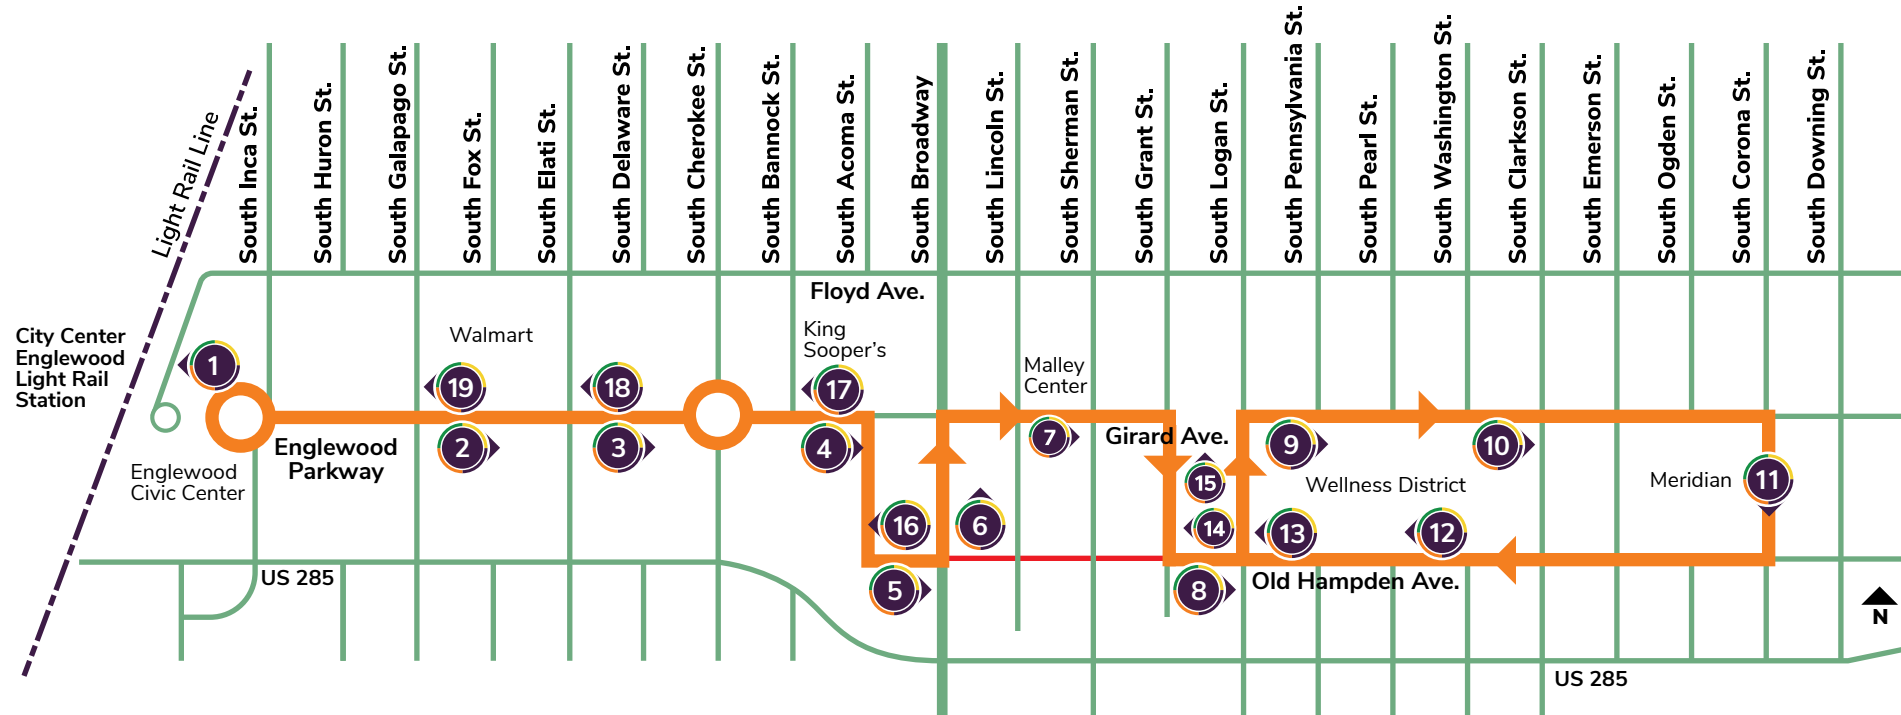 Light Rail Line
South Inca St.
South Huron St.
South Galapago St.
South Fox St.
South Elati St.
South Delaware St.
South Cherokee St.
South Bannock St.
South Acoma St.
South Broadway
South Lincoln St.
South Sherman St.
South Grant St.
South Logan St.
South Pennsylvania St.
South Pearl St.
South Washington St.
South Clarkson St.
South Emerson St.
South Ogden St.
South Corona St.
South Downing St.
Floyd Ave.
City Center
Englewood
Light Rail
Station
1
Walmart
19
18
King
Sooper's
17
Malley
Center
Englewood
Parkway
2
3
4
7
Girard Ave.
9
10
Englewood
Civic Center
15
Wellness District
Meridian
11
16
6
14
13
12
US 285
5
8
Old Hampden Ave.
N
US 285